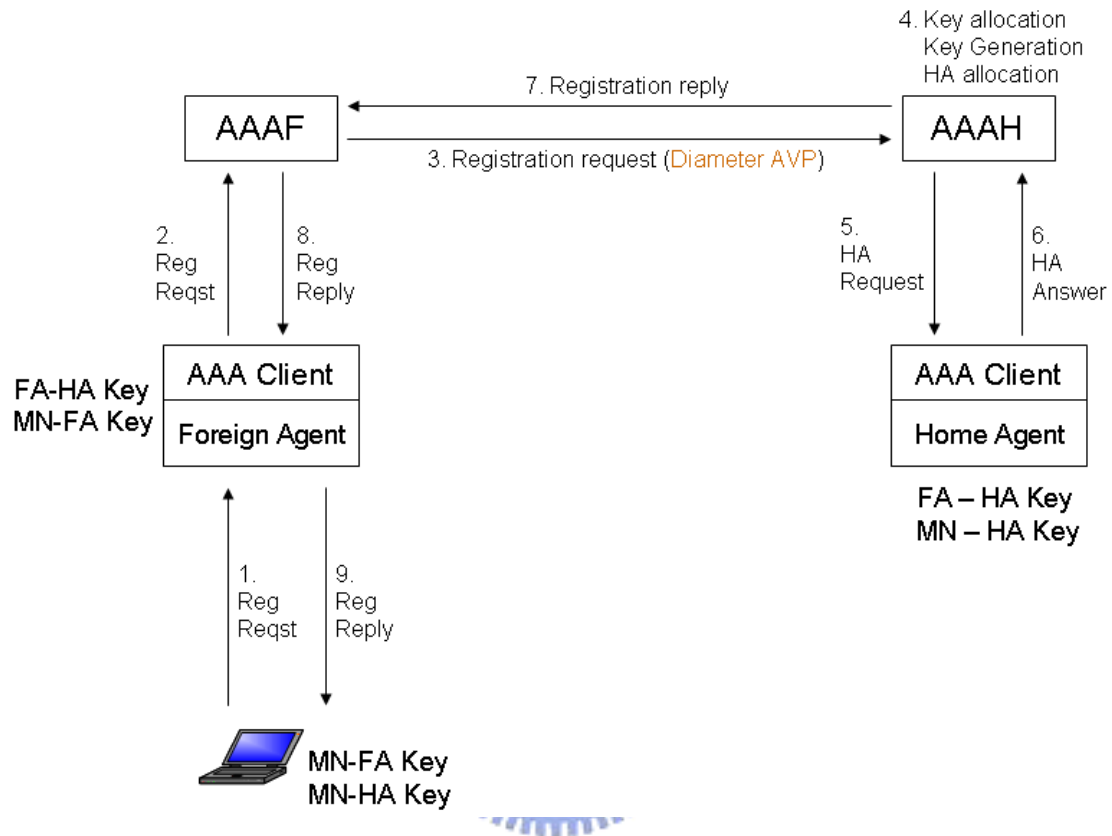 4. Key allocation
Key Generation
HA allocation
7. Registration reply
AAAF
AAAH
3. Registration request (Diameter AVP)
2.
Reg
Reqst
8.
Reg
Reply
5.
HA
Request
6.
HA
Answer
FA-HA Key
MN-FA Key
AAA Client
Foreign Agent
AAA Client
Home Agent
FA – HA Key
MN – HA Key
1.
Reg
Reqst
9.
Reg
Reply
MN-FA Key
MN-HA Key